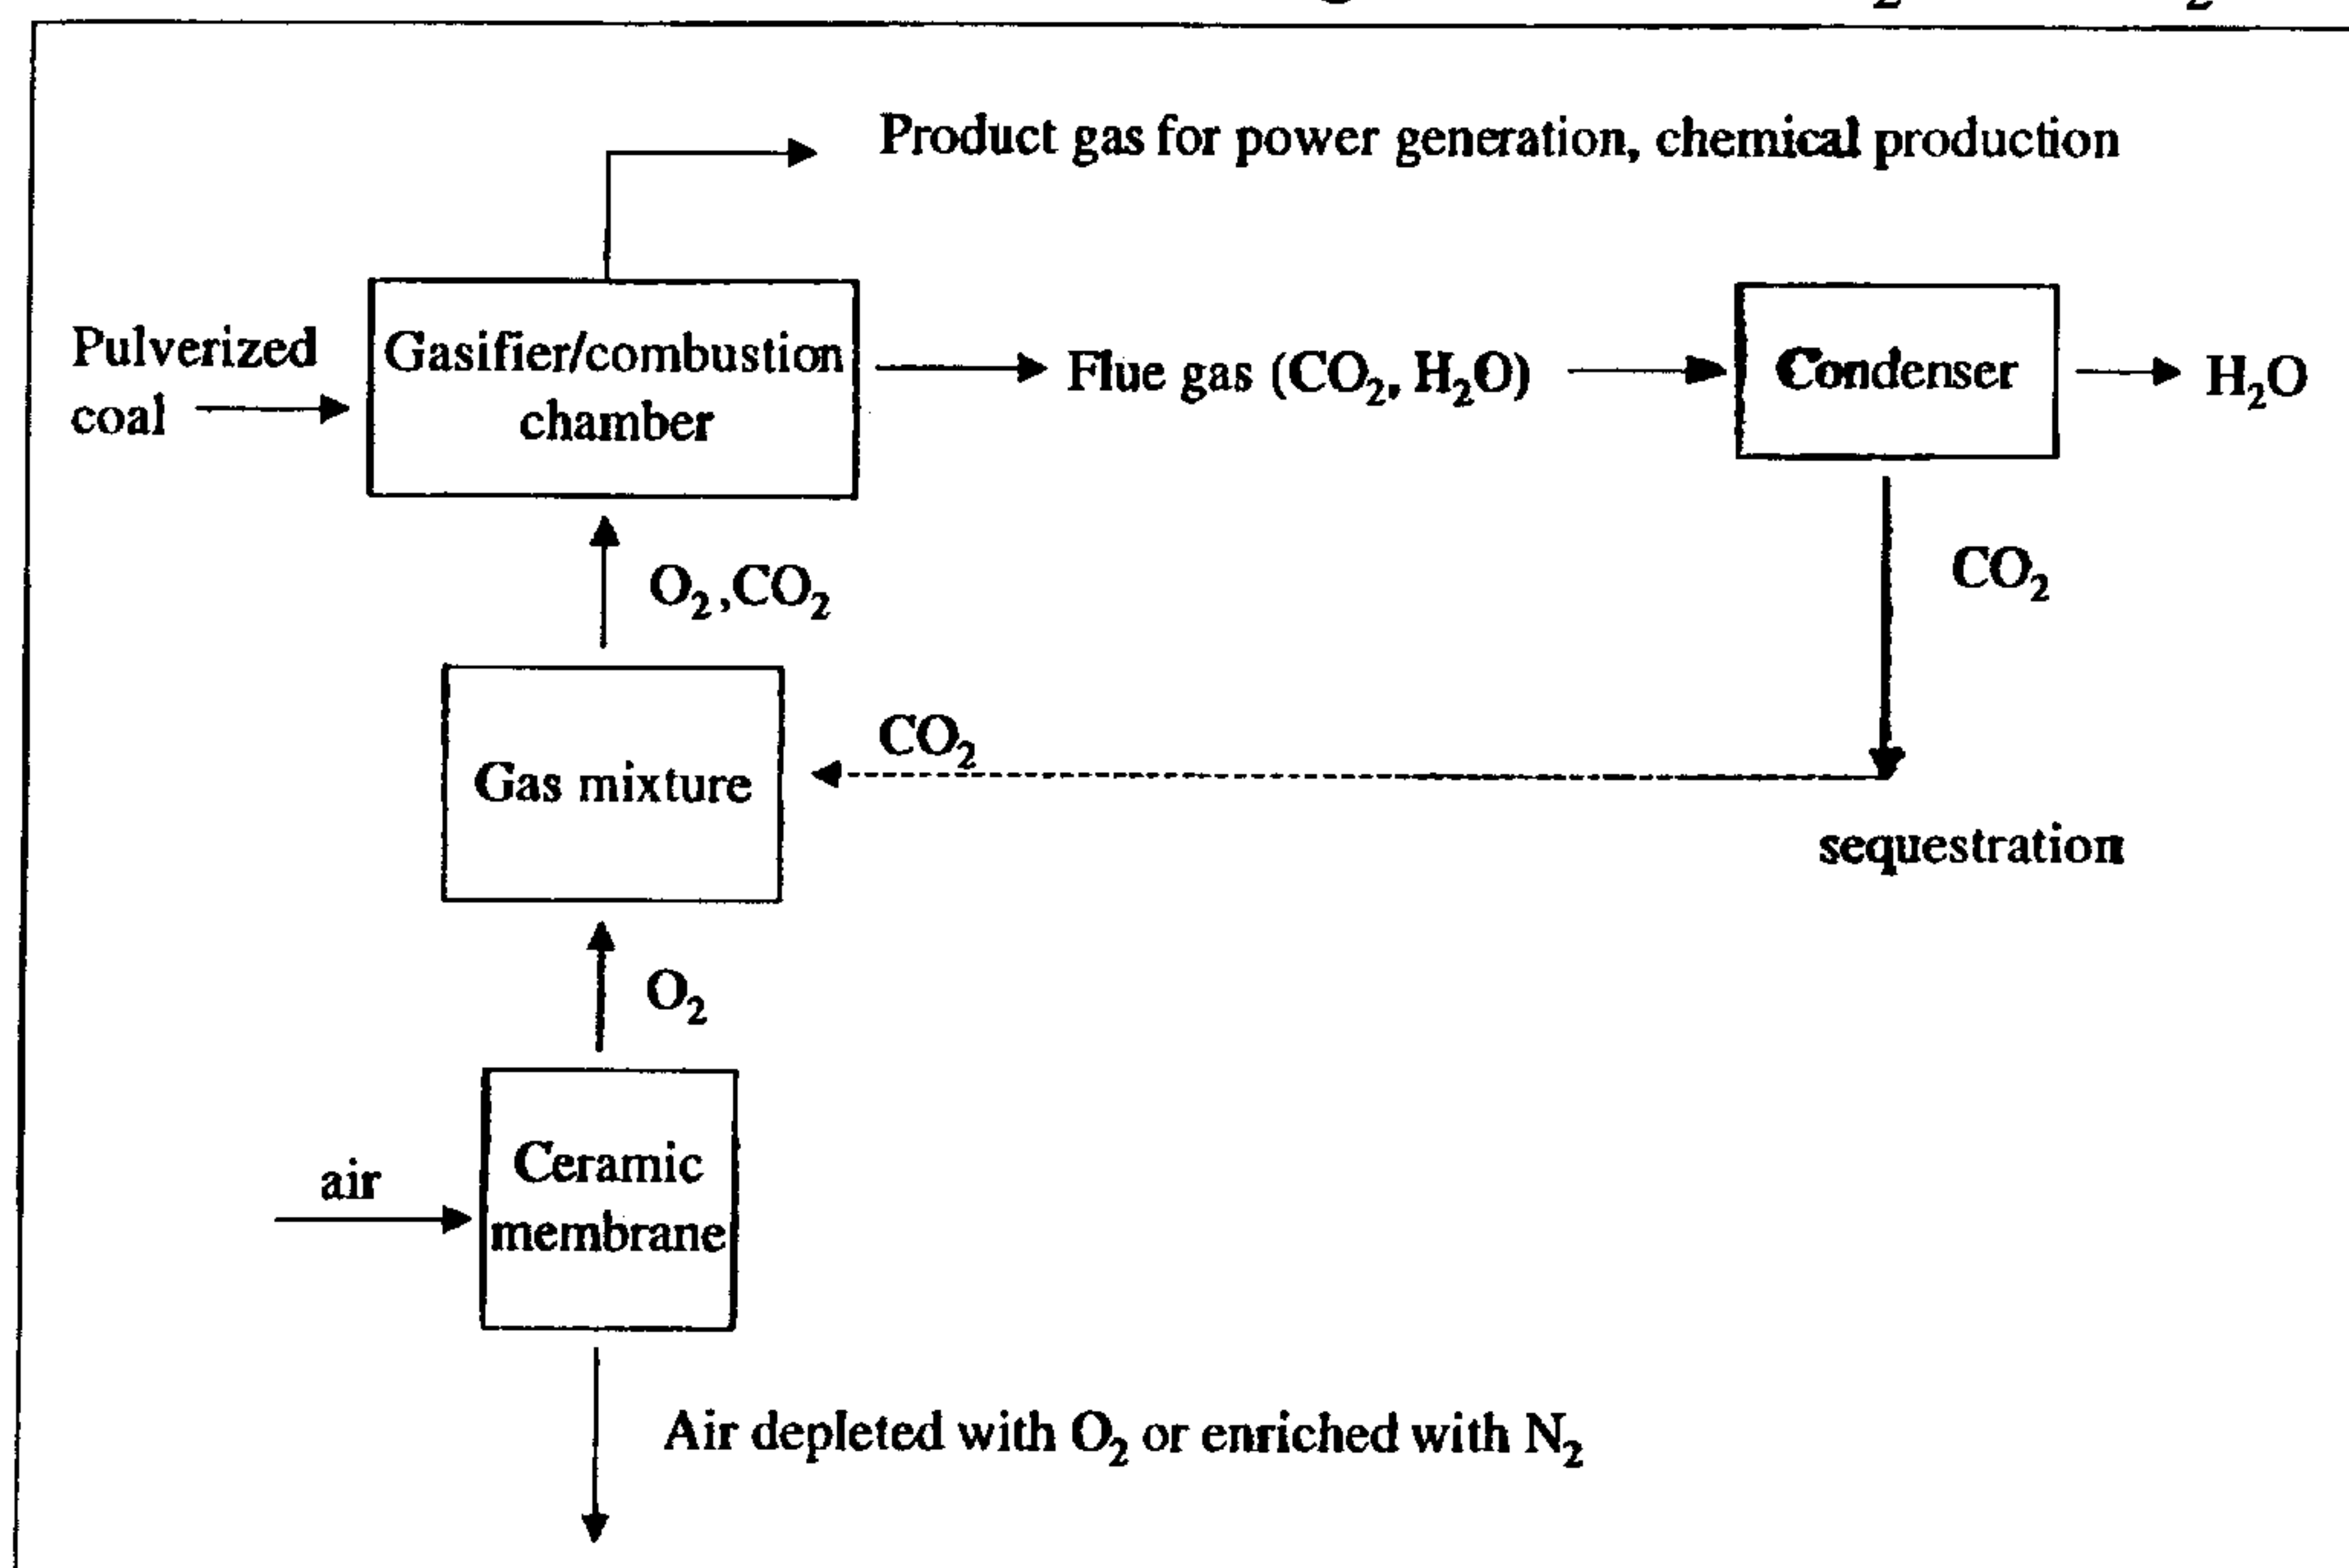 Product gas for power generation, chemical production
Pulverized
coal
Gasifier/combustion
chamber
Flue gas (CO₂, H₂O)
Condenser
H₂O
O₂,CO₂
CO₂
Gas mixture
CO₂
sequestration
O₂
air
Ceramic
membrane
Air depleted with O₂ or enriched with N₂